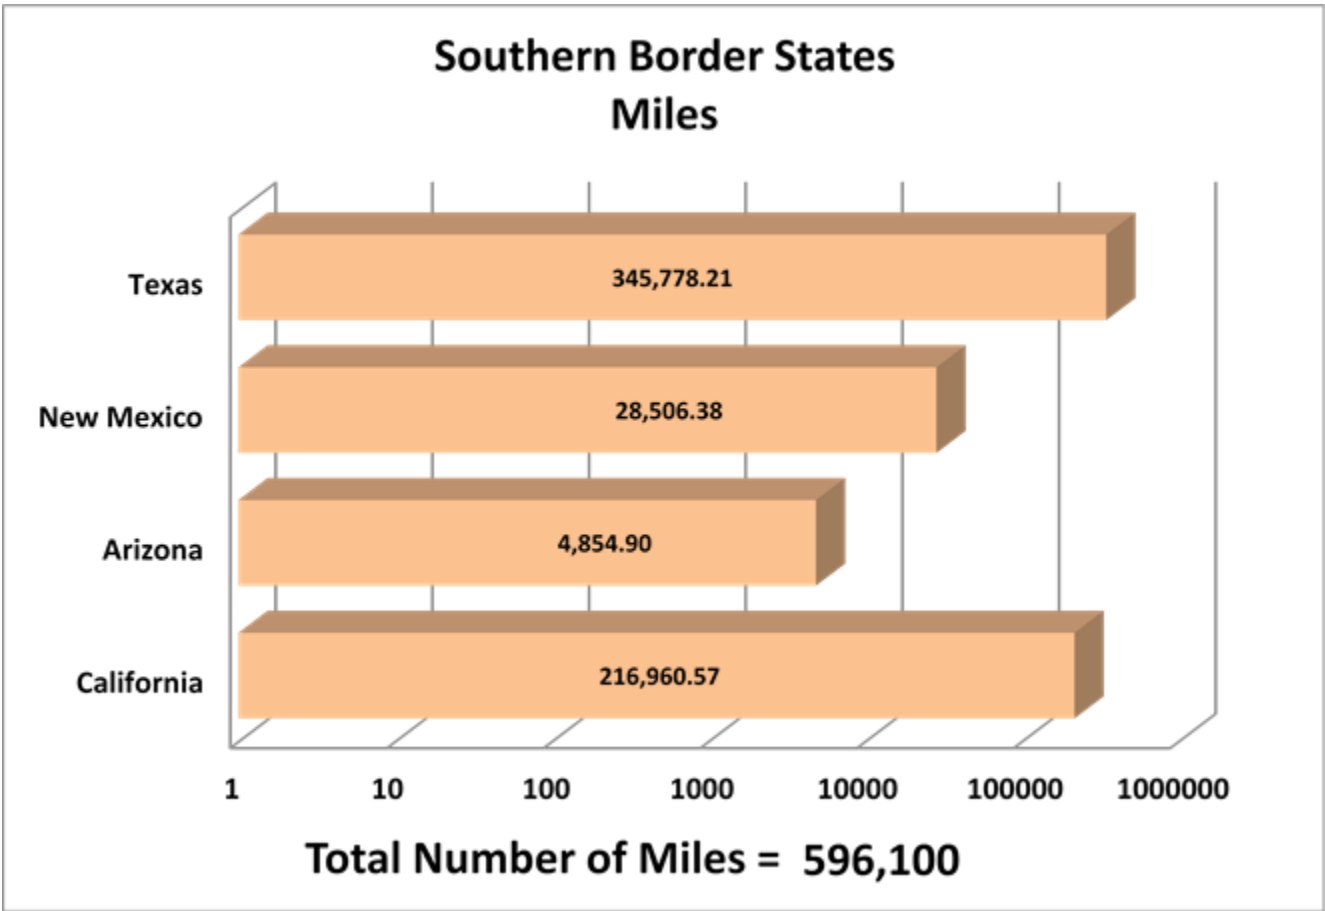 Southern Border States
Miles
Texas
345,778.21
New Mexico
28,506.38
Arizona
4,854.90
California
216,960.57
1 10 100 1000 10000 100000 1000000
Total Number of Miles = 596,100